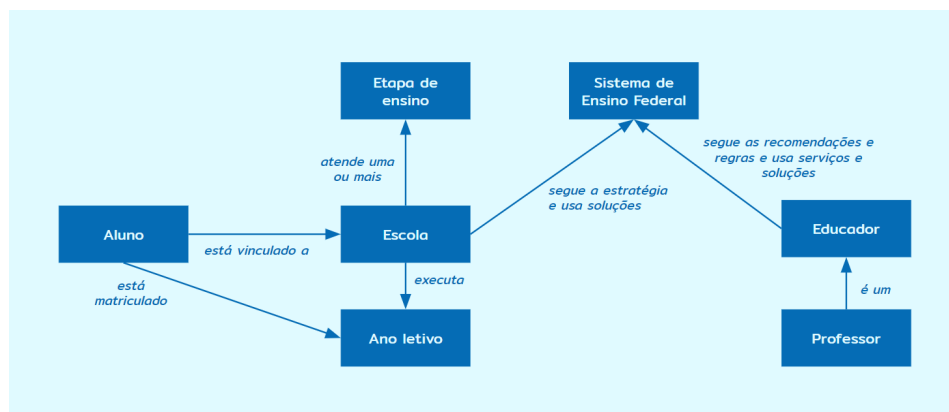 Etapa de
ensino
Sistema de
Ensino Federal
atende uma
ou mais
segue as recomendações e
regras e usa serviços e
soluções
segue a estratégia
e usa soluções
Aluno
está vinculado a
Escola
Educador
está
matriculado
executa
é um
Ano letivo
Professor